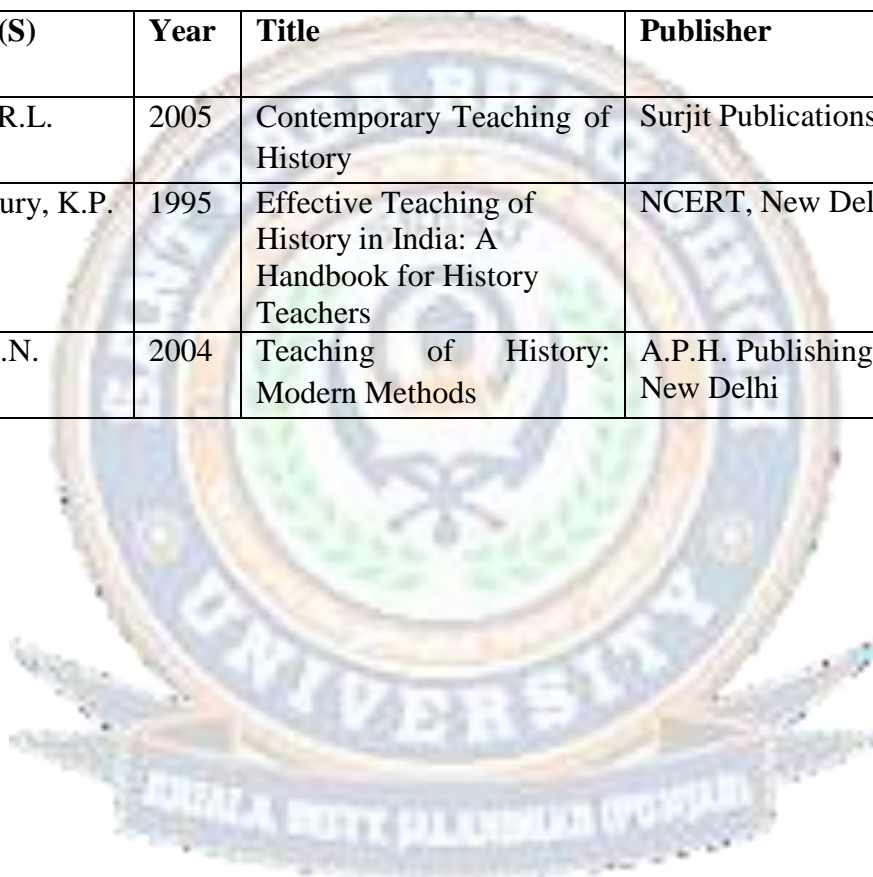 (S) Year Title Publisher
R.L. 2005 Contemporary Teaching of Surjit Publications
History
ury, K.P. 1995 Effective Teaching of NCERT, New Del
History in India: A
Handbook for History
Teachers
.N. 2004 Teaching of History: A.P.H. Publishing
Modern Methods New Delhi
UNIVERSITY